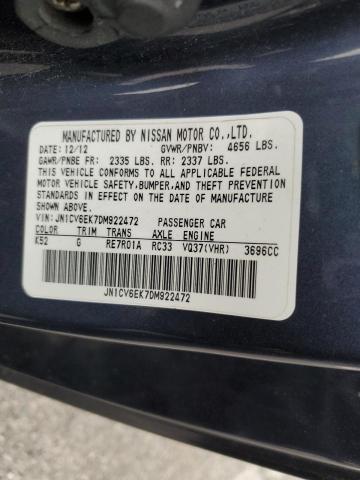 MANUFACTURED BY NISSAN MOTOR CO.,LTD.
DATE: 12/12 GVWR/PNBV: 4656 LBS.
GAWR/PNBE FR: 2335 LBS. RR: 2337 LBS.
THIS VEHICLE CONFORMS TO ALL APPLICABLE FEDERAL
MOTOR VEHICLE SAFETY, BUMPER, AND THEFT PREVENTION
STANDARDS IN EFFECT ON THE DATE OF MANUFACTURE
SHOWN ABOVE.
VIN: JN1CV6EK7DM922472 PASSENGER CAR
COLOR TRIM TRANS AXLE ENGINE
K52 G RE7R01A RC33 VQ37(VHR) 3696CC
JN1CV6EK7DM922472